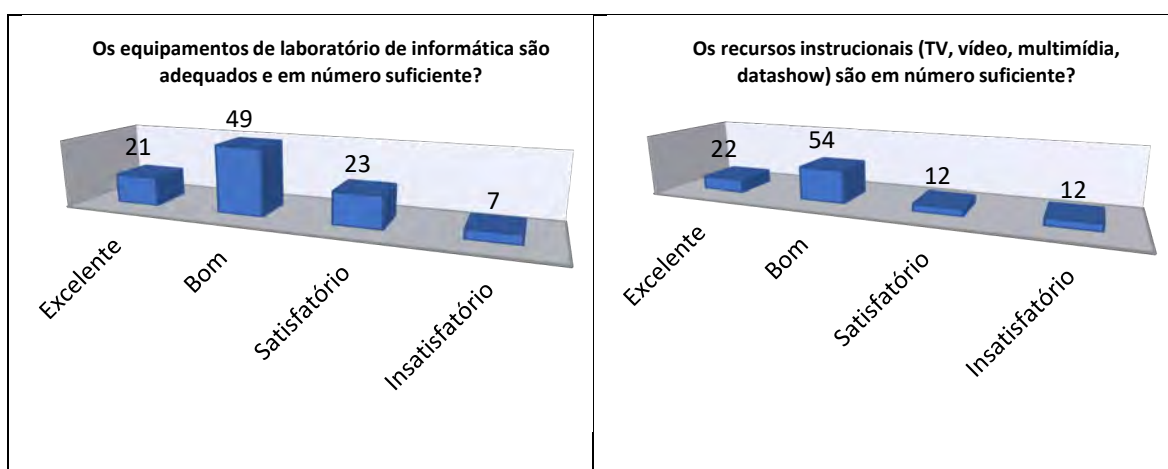 Os equipamentos de laboratório de informática são
adequados e em número suficiente?
21
49
23
7
Excelente
Bom
Satisfatório
Insatisfatório
Os recursos instrucionais (TV, vídeo, multimídia,
datashow) são em número suficiente?
22
54
12
12
Excelente
Bom
Satisfatório
Insatisfatório